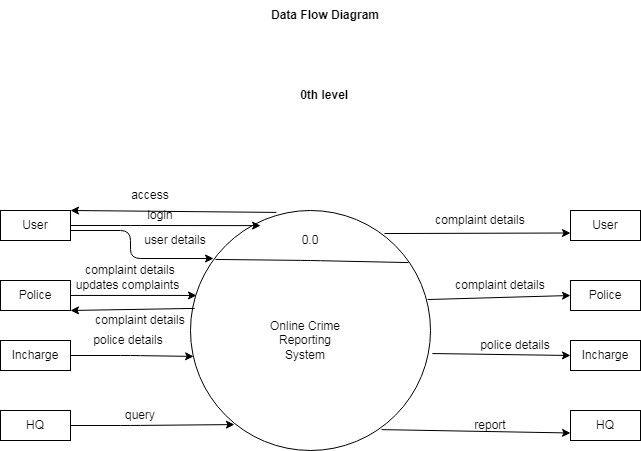 Data Flow Diagram
0th level
access
login
User
user details
0.0
complaint details
User
complaint details
updates complaints
Police
complaint details
complaint details
Police
Online Crime
Reporting
System
police details
Incharge
police details
Incharge
query
HQ
report
HQ